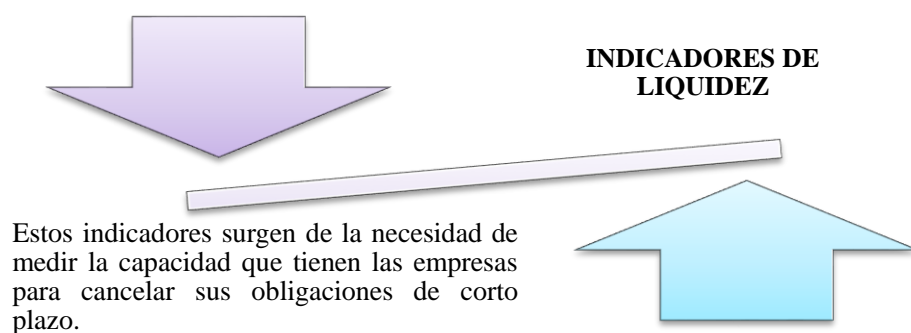 INDICADORES DE
LIQUIDEZ
Estos indicadores surgen de la necesidad de
medir la capacidad que tienen las empresas
para cancelar sus obligaciones de corto
plazo.